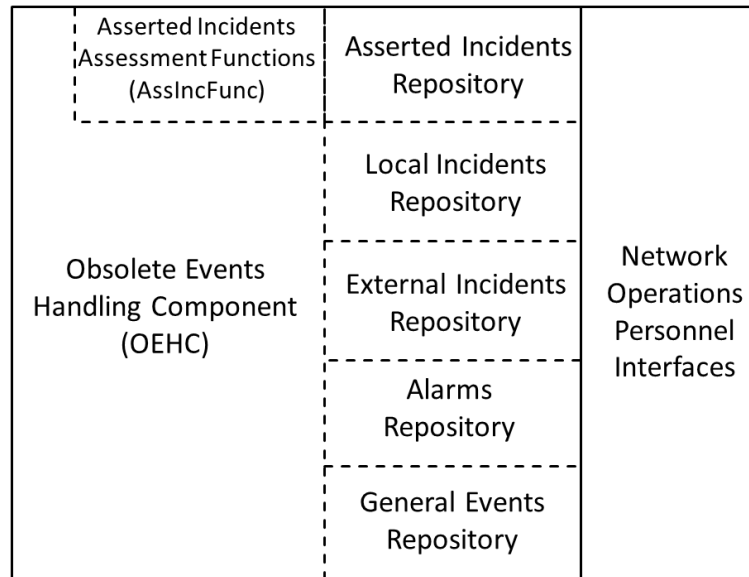 Asserted Incidents
Assessment Functions
(AssIncFunc)
Asserted Incidents
Repository
Local Incidents
Repository
Obsolete Events
Handling Component
(OEHC)
External Incidents
Repository
Alarms
Repository
General Events
Repository
Network
Operations
Personnel
Interfaces